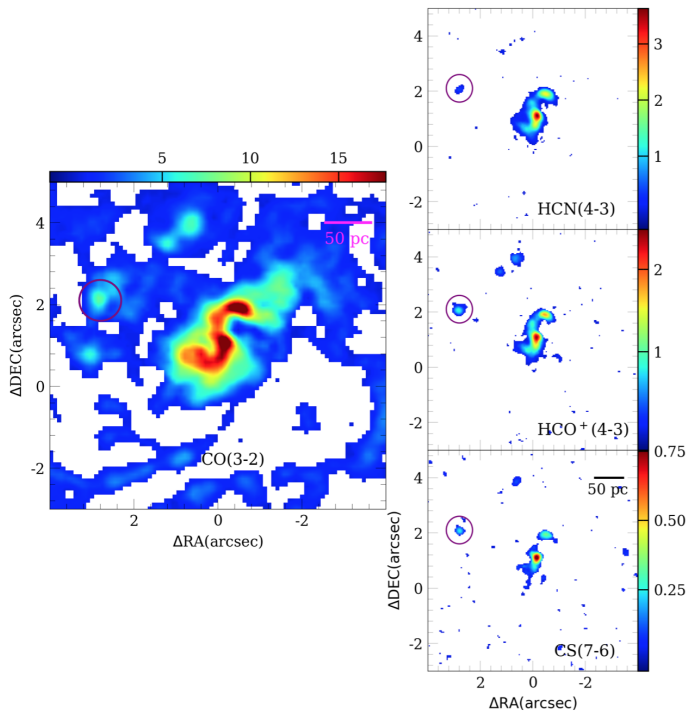 5 10 15
4
2
0
-2
50 pc
CO(3-2)
2 0 -2
ΔRA(arcsec)
ΔDEC(arcsec)
4
2
0
-2
HCN(4-3)
3
2
1
4
2
0
-2
HCO⁺(4-3)
2
1
4
2
0
-2
50 pc
CS(7-6)
0.75
0.50
0.25
2 0 -2
ΔRA(arcsec)
ΔDEC(arcsec)